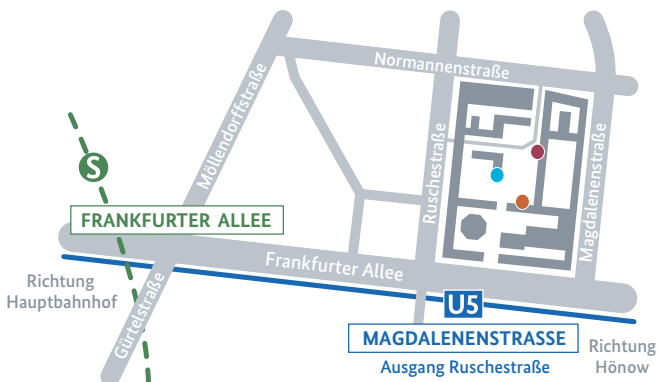 Normannenstraße
Möllendorffstraße
Ruschestraße
Magdalenenstraße
S
FRANKFURTER ALLEE
Frankfurter Allee
Richtung
Hauptbahnhof
Gürtelstraße
U5
MAGDALENENSTRASSE
Ausgang Ruschestraße
Richtung
Hönow